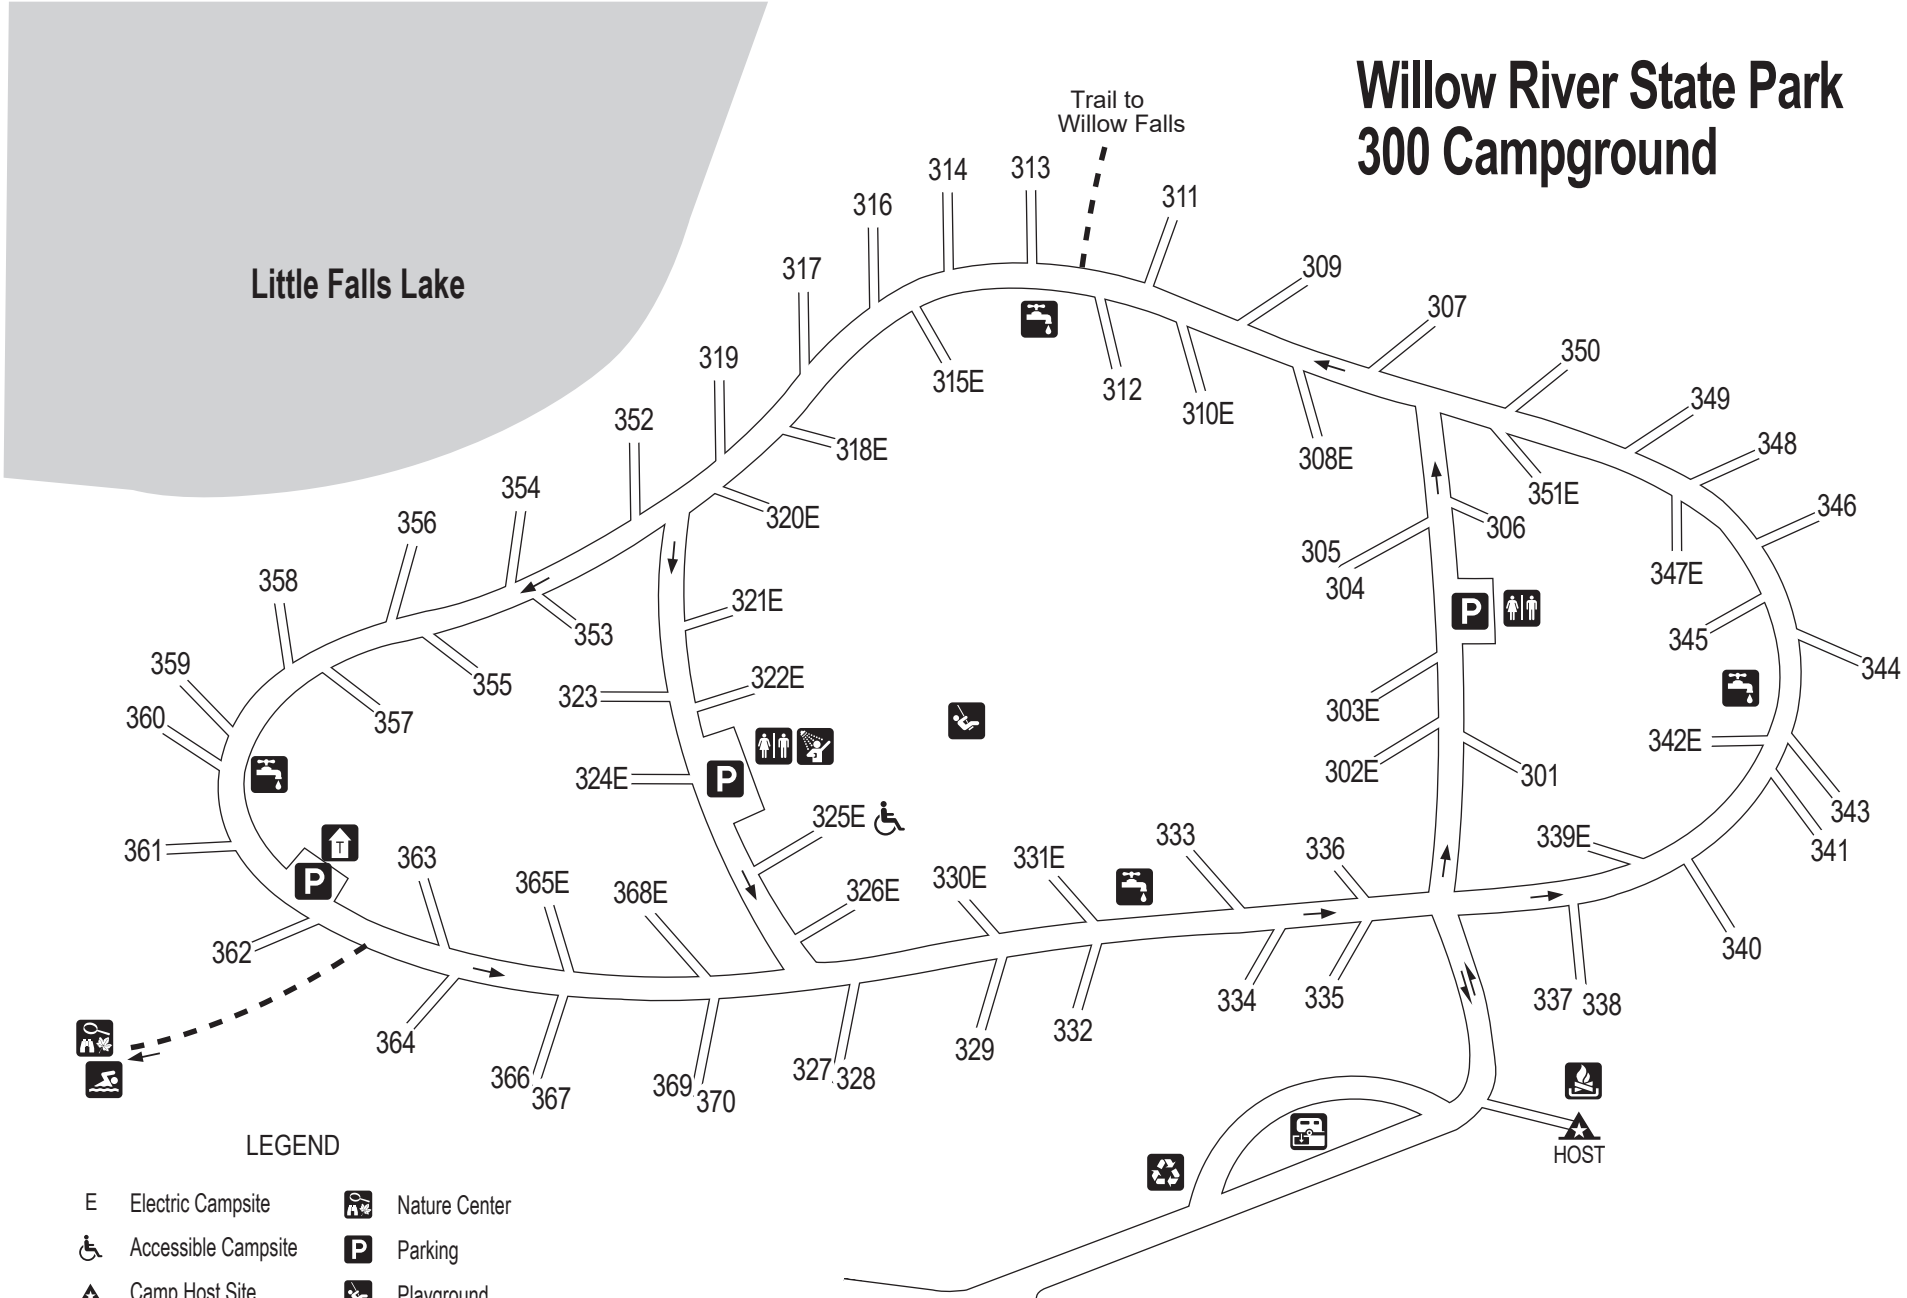 Willow River State Park
300 Campground
Trail to
Willow Falls
Little Falls Lake
314
313
311
316
317
309
307
319
350
315E
312
310E
349
352
318E
308E
348
354
351E
320E
346
356
306
305
304
347E
358
321E
353
345
359
355
322E
323
344
360
357
303E
342E
P
302E
301
324E
P
325E
343
T
361
363
333
336
339E
341
P
331E
365E
368E
330E
326E
362
340
364
334
335
337
338
329
332
366
367
369
370
327
328
HOST
LEGEND
E Electric Campsite
Nature Center
Accessible Campsite
P Parking
Camp Host Site
Playground